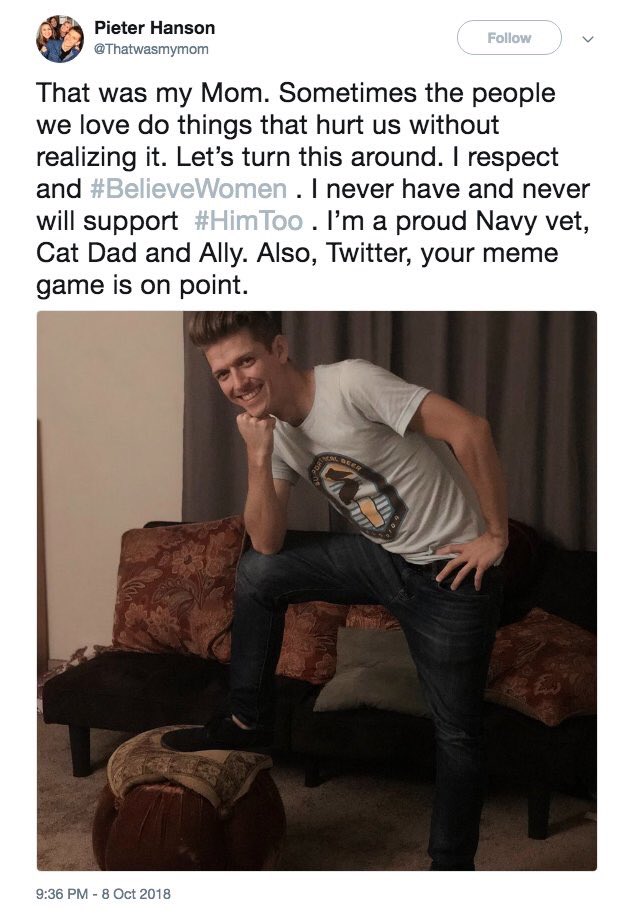 Pieter Hanson
@Thatwasmymom
Follow
That was my Mom. Sometimes the people
we love do things that hurt us without
realizing it. Let’s turn this around. I respect
and #BelieveWomen . I never have and never
will support #HimToo . I’m a proud Navy vet,
Cat Dad and Ally. Also, Twitter, your meme
game is on point.
LOCAL BEER
9:36 PM - 8 Oct 2018